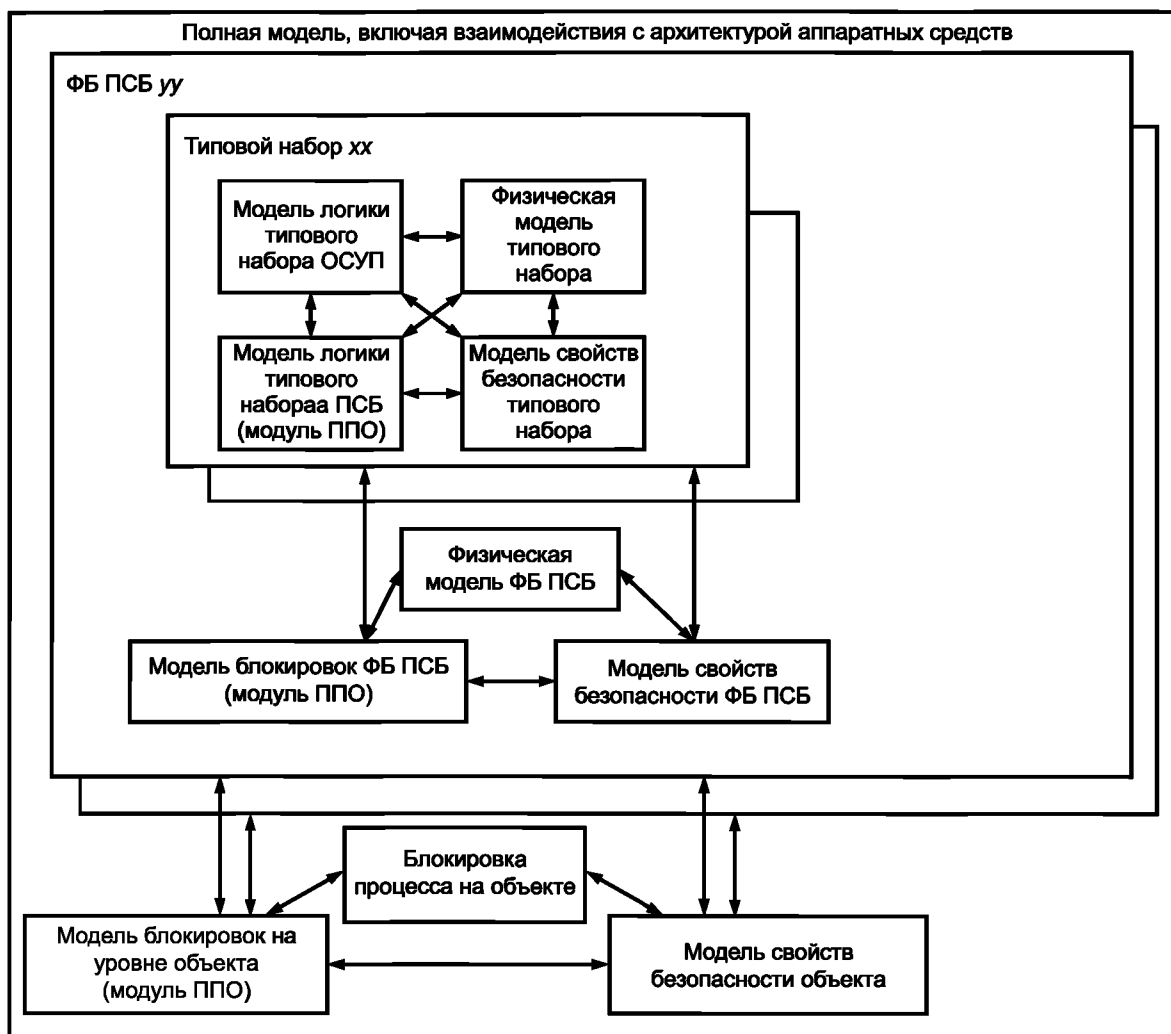 Полная модель, включая взаимодействия с архитектурой аппаратных средств
ФБ ПСБ yy
Типовой набор xx
Модель логики
типового
набора ОСУП
Физическая
модель
типового
набора
Модель логики
типового
набораа ПСБ
(модуль ППО)
Модель свойств
безопасности
типового
набора
Физическая
модель ФБ ПСБ
Модель блокировок ФБ ПСБ
(модуль ППО)
Модель свойств
безопасности ФБ ПСБ
Блокировка
процесса на объекте
Модель блокировок на
уровне объекта
(модуль ППО)
Модель свойств
безопасности объекта